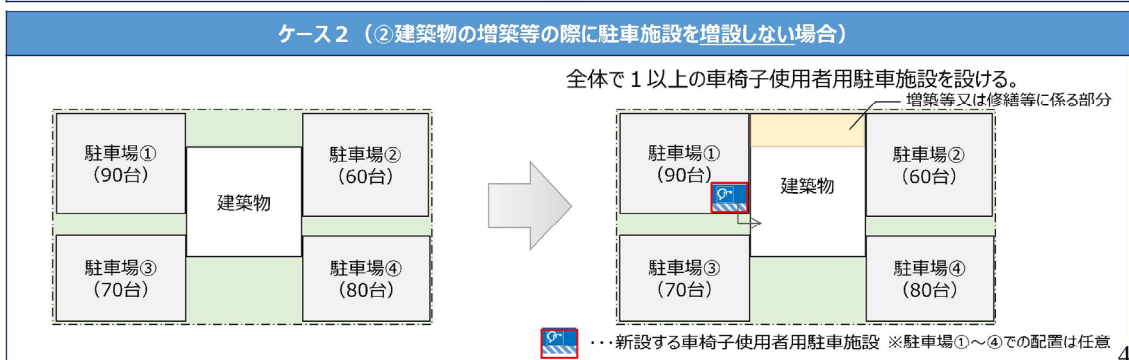 ケース2（②建築物の増築等の際に駐車施設を増設しない場合）
全体で1以上の車椅子使用者用駐車施設を設ける。
増築等又は修繕等に係る部分
駐車場①
（90台）
駐車場②
（60台）
建築物
駐車場③
（70台）
駐車場④
（80台）
駐車場①
（90台）
駐車場②
（60台）
建築物
駐車場③
（70台）
駐車場④
（80台）
・・・新設する車椅子使用者用駐車施設 ※駐車場①～④での配置は任意
4